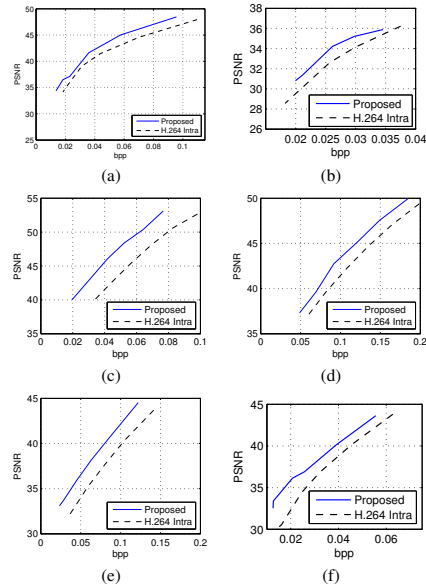 50
45
40
35
30
25
PSNR
Proposed
H.264 Intra
0 0.02 0.04 0.06 0.08 0.1
bpp
(a)
38
36
34
32
30
28
26
PSNR
Proposed
H.264 Intra
0.02 0.025 0.03 0.035 0.04
bpp
(b)
55
50
45
40
35
PSNR
Proposed
H.264 Intra
0 0.02 0.04 0.06 0.08 0.1
bpp
(c)
50
45
40
35
PSNR
Proposed
H.264 Intra
0 0.05 0.1 0.15 0.2
bpp
(d)
45
40
35
30
PSNR
Proposed
H.264 Intra
0 0.05 0.1 0.15 0.2
bpp
(e)
45
40
35
30
PSNR
Proposed
H.264 Intra
0.02 0.04 0.06
bpp
(f)